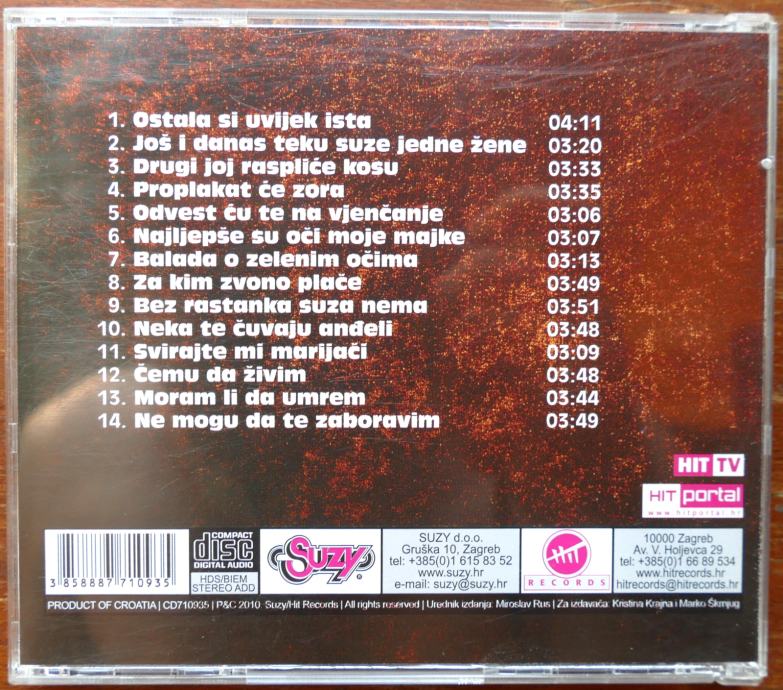 1. Ostala si uvijek ista 04:11
2. Još i danas teku suze jedne žene 03:20
3. Drugi joj raspliće kosu 03:33
4. Proplakat će zora 03:35
5. Odvest ću te na vjenčanje 03:06
6. Najljepše su oči moje majke 03:07
7. Balada o zelenim očima 03:13
8. Za kim zvono plače 03:49
9. Bez rastanka suza nema 03:51
10. Neka te čuvaju anđeli 03:48
11. Svirajte mi marijači 03:09
12. Čemu da živim 03:48
13. Moram li da umrem 03:44
14. Ne mogu da te zaboravim 03:49
HIT TV
HIT portal
www.hitportal.hr
3 858887 710935
COMPACT
disc
DIGITAL AUDIO
HDS/BIEM
STEREO ADD
SUZY ®
SUZY d.o.o.
Gruška 10, Zagreb
tel: +385(0)1 615 83 52
www.suzy.hr
e-mail: suzy@suzy.hr
HIT
RECORDS
10000 Zagreb
Av. V. Holjevca 29
tel: +385(0)1 66 89 534
www.hitrecords.hr
hitrecords@hitrecords.hr
PRODUCT OF CROATIA | CD710935 | P&C 2010. Suzy/Hit Records | All rights reserved | Urednik izdanja: Miroslav Rus | Za izdavača: Kristina Krajna i Marko Škrnjug